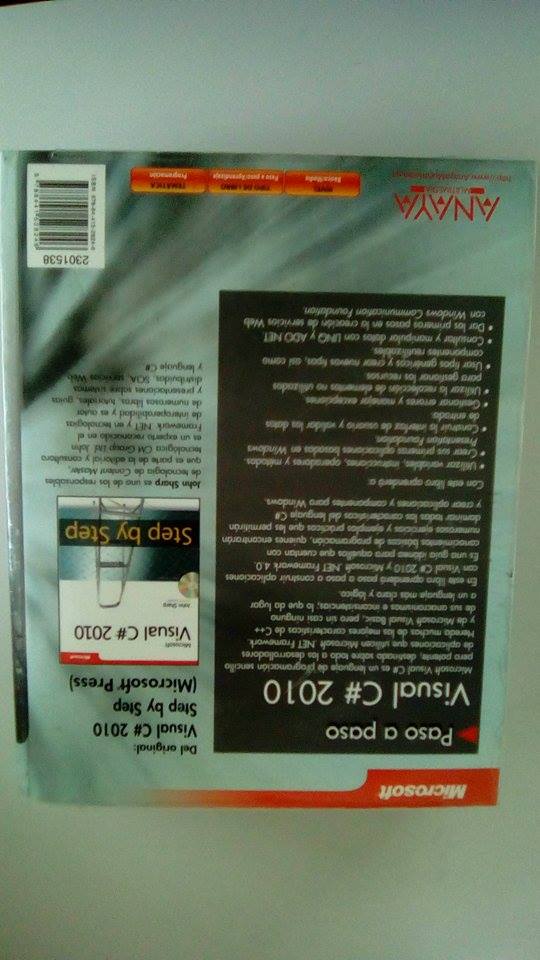 Microsoft
Paso a paso
Visual C# 2010
Microsoft Visual C# es un lenguaje de programación sencillo
pero potente, destinado sobre todo a los desarrolladores
de aplicaciones que utilizan Microsoft .NET Framework.
Hereda muchas de las mejores características de C++
y de Microsoft Visual Basic, pero sin casi ninguno
de sus anacronismos e inconsistencias, lo que da lugar
a un lenguaje más claro y lógico.
En este libro aprenderá paso a paso a construir aplicaciones
con Visual C# 2010 y Microsoft .NET Framework 4.0.
Es una guía idónea para aquellos que cuentan con
conocimientos básicos de programación, quienes encontrarán
numerosos ejercicios y ejemplos prácticos que les permitirán
dominar todas las características del lenguaje C#
y crear aplicaciones y componentes para Windows.
Con este libro aprenderá a:
• Utilizar variables, instrucciones, operadores y métodos.
• Crear sus primeras aplicaciones basadas en Windows
Presentation Foundation.
• Construir la interfaz de usuario y validar los datos
de entrada.
• Gestionar errores y manejar excepciones.
• Utilizar la recolección de elementos no utilizados
para gestionar los recursos.
• Usar tipos genéricos y crear nuevos tipos, así como
componentes reutilizables.
• Consultar y manipular datos con LINQ y ADO.NET
• Dar los primeros pasos en la creación de servicios Web
con Windows Communication Foundation.
Del original:
Visual C# 2010
Step by Step
(Microsoft Press)
Microsoft
Visual C# 2010
John Sharp
Step by Step
John Sharp es uno de los responsables
de tecnología de Content Master,
que es parte de la editorial y consultora
tecnológica CM Group Ltd. John
es un experto reconocido en el
Framework .NET y en tecnologías
de interoperabilidad y es autor
de numerosos libros, tutoriales, guías
y presentaciones sobre sistemas
distribuidos, SOA, servicios Web
y lenguaje C#
ANAYA
MULTIMEDIA
NIVEL
Básico/Medio
TIPO DE LIBRO
Paso a paso/Aprendizaje
TEMÁTICA
Programación
2301538